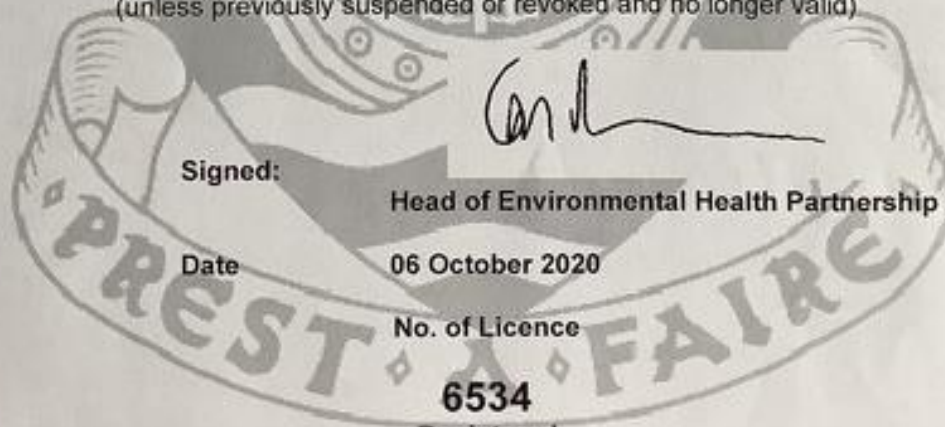 (unless previously suspended or revoked and no longer valid)
Signed:
Head of Environmental Health Partnership
Date 06 October 2020
No. of Licence
6534
PREST A FAIRE